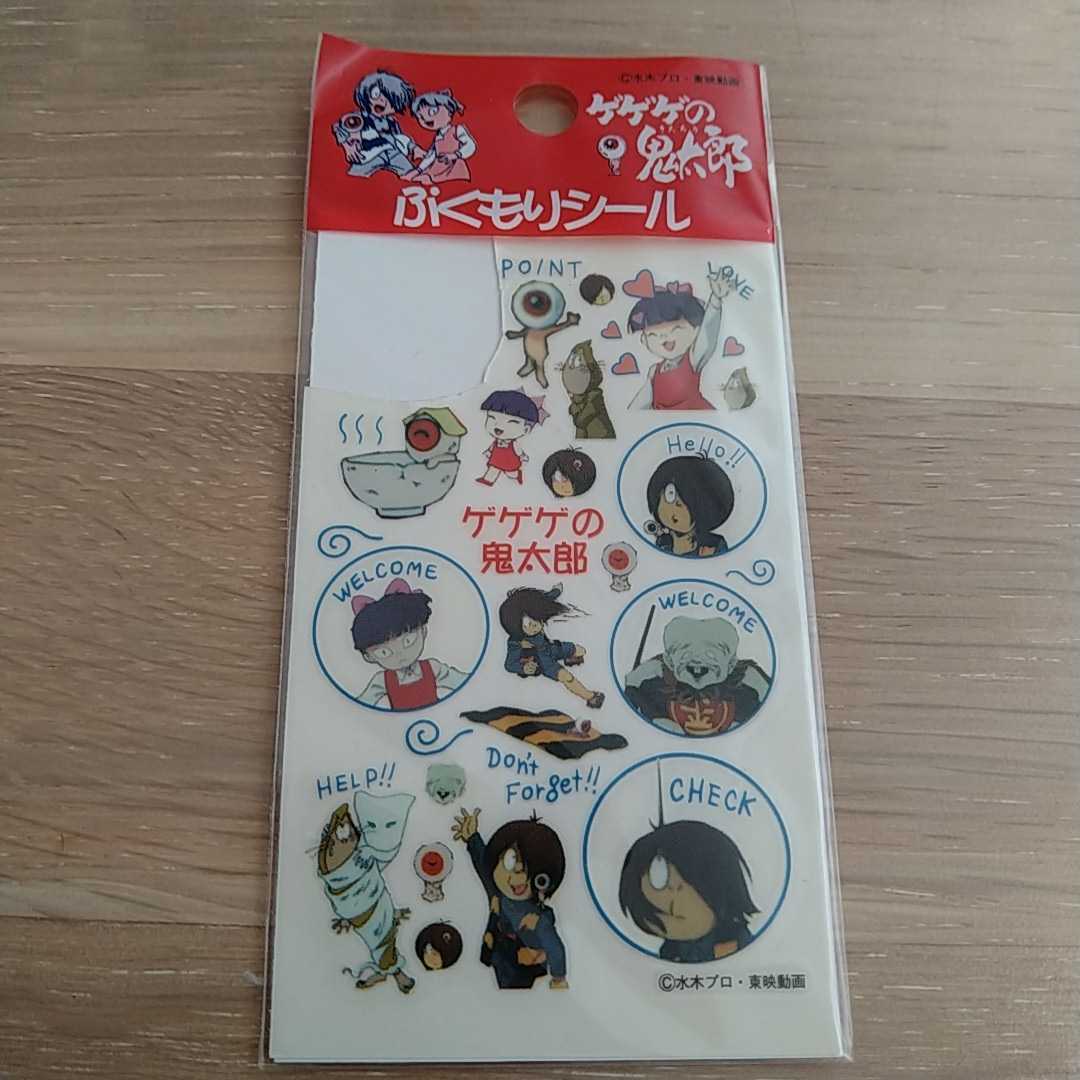 ©水木プロ・東映動画
ゲゲゲの
鬼太郎
ぷくもりシール
POINT
LOVE
Hello!!
ゲゲゲの
鬼太郎
WELCOME
WELCOME
金
Don't
Forget!!
HELP!!
CHECK
©水木プロ・東映動画